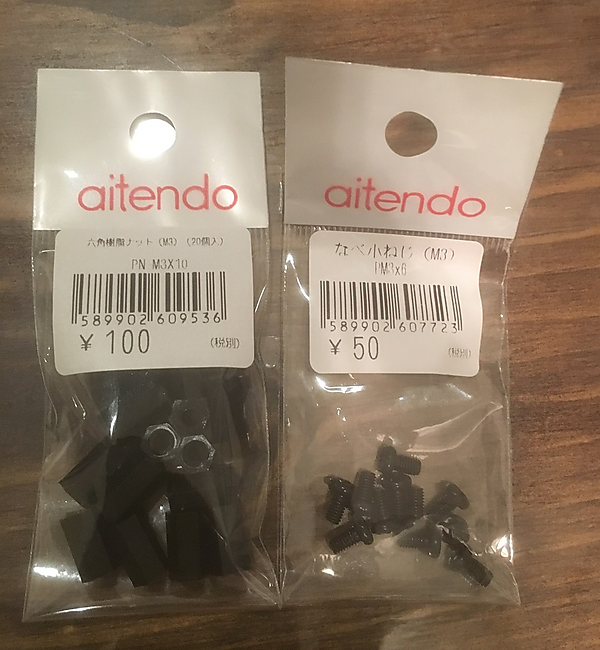 aitendo
六角樹脂ナット (M3) (20個入)
PN M3X10
589902 609536
¥ 100 (税別)
aitendo
なべ小ねじ (M3)
PM3x6
589902 607723
¥ 50 (税別)